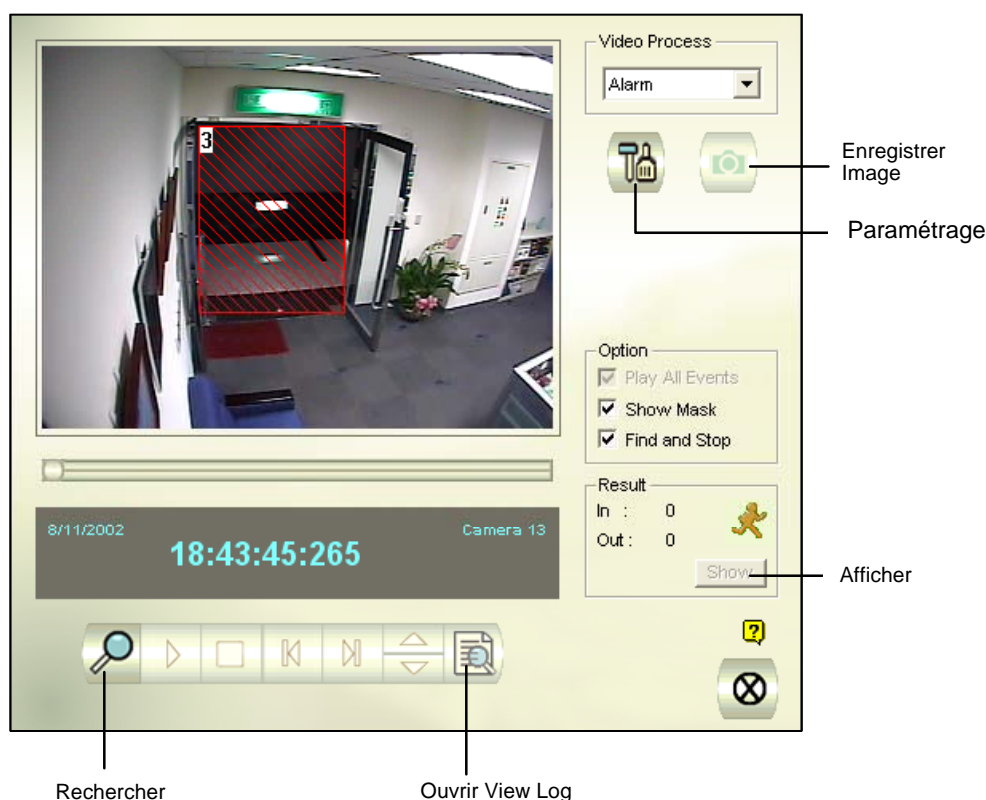 Video Process
Alarm
3
Enregistrer
Image
Paramétrage
Option
Play All Events
Show Mask
Find and Stop
Result
In : 0
Out : 0
Show
Afficher
8/11/2002
Camera 13
18:43:45:265
?
Rechercher
Ouvrir View Log